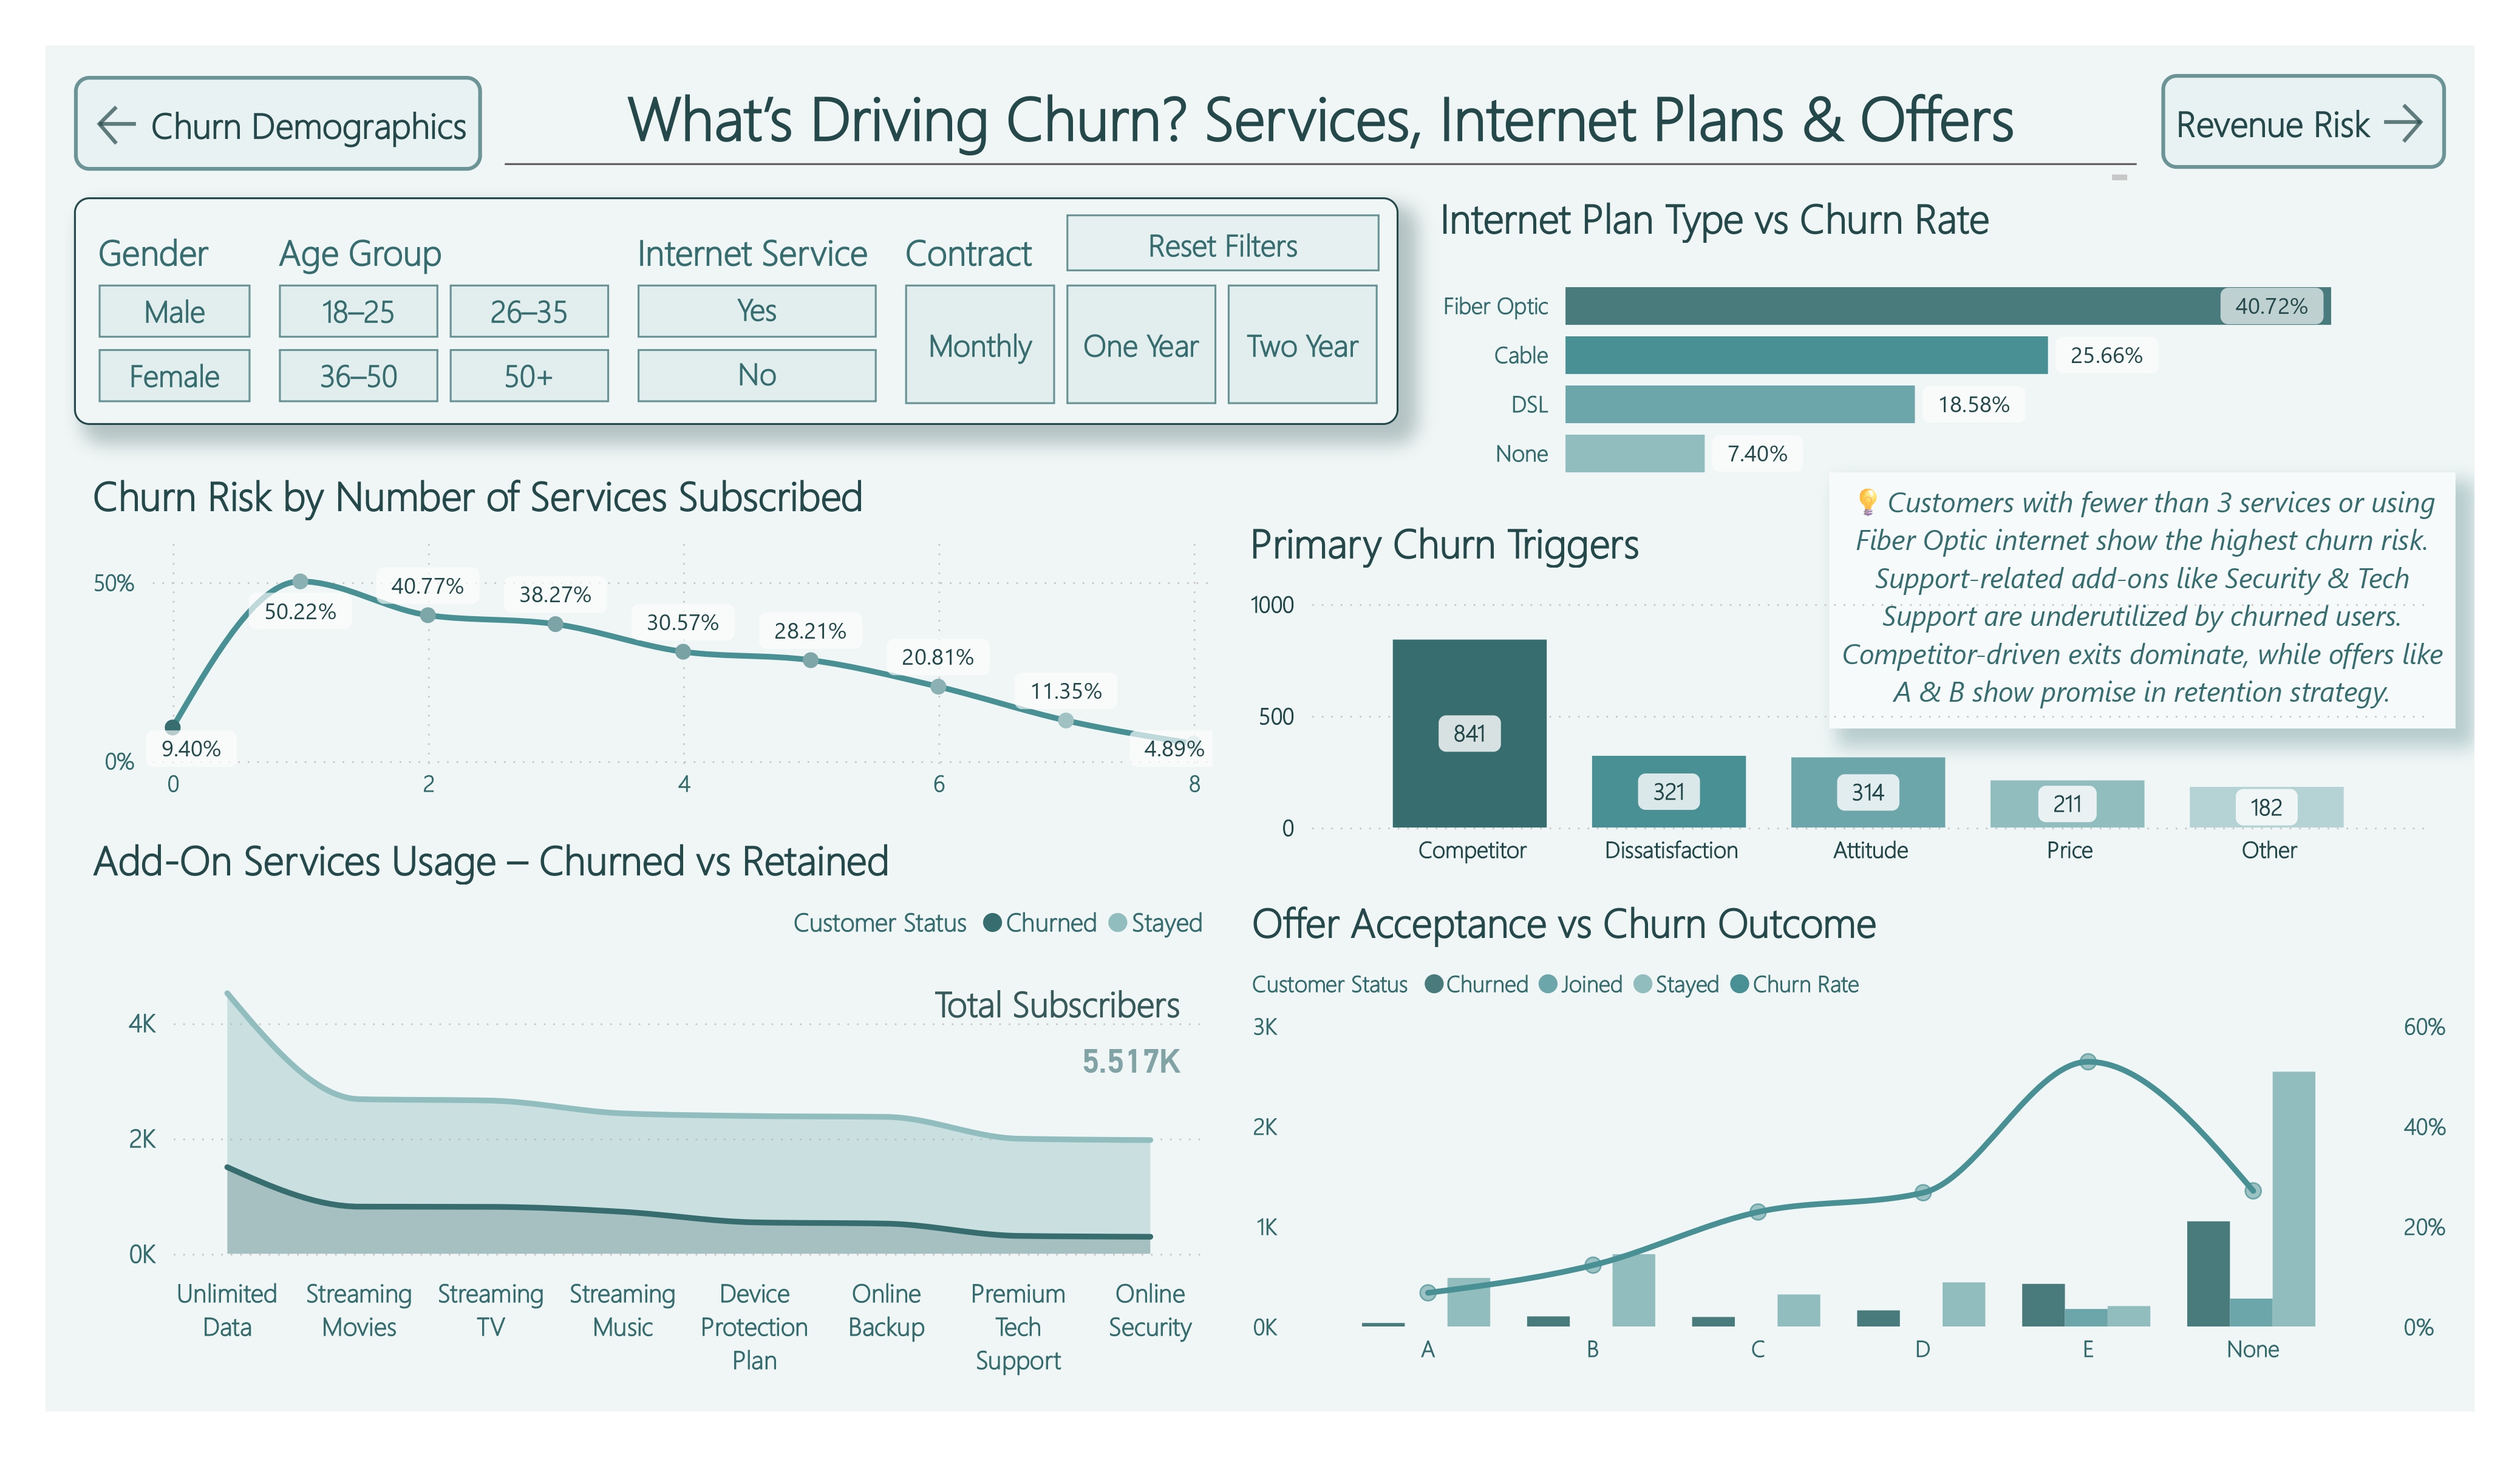 Churn Demographics
What's Driving Churn? Services, Internet Plans & Offers
Revenue Risk
Gender
Male
Female
Age Group
18–25
26–35
36–50
50+
Internet Service
Yes
No
Contract
Reset Filters
Monthly
One Year
Two Year
Internet Plan Type vs Churn Rate
Fiber Optic
40.72%
Cable
25.66%
DSL
18.58%
None
7.40%
💡 Customers with fewer than 3 services or using
Fiber Optic internet show the highest churn risk.
Support-related add-ons like Security & Tech
Support are underutilized by churned users.
Competitor-driven exits dominate, while offers like
A & B show promise in retention strategy.
Churn Risk by Number of Services Subscribed
50%
0%
9.40%
50.22%
40.77%
38.27%
30.57%
28.21%
20.81%
11.35%
4.89%
0
2
4
6
8
Primary Churn Triggers
1000
500
0
841
321
314
211
182
Competitor
Dissatisfaction
Attitude
Price
Other
Add-On Services Usage – Churned vs Retained
Customer Status
Churned
Stayed
Total Subscribers
5.517K
4K
2K
0K
Unlimited
Data
Streaming
Movies
Streaming
TV
Streaming
Music
Device
Protection
Plan
Online
Backup
Premium
Tech
Support
Online
Security
Offer Acceptance vs Churn Outcome
Customer Status
Churned
Joined
Stayed
Churn Rate
3K
2K
1K
0K
60%
40%
20%
0%
A
B
C
D
E
None